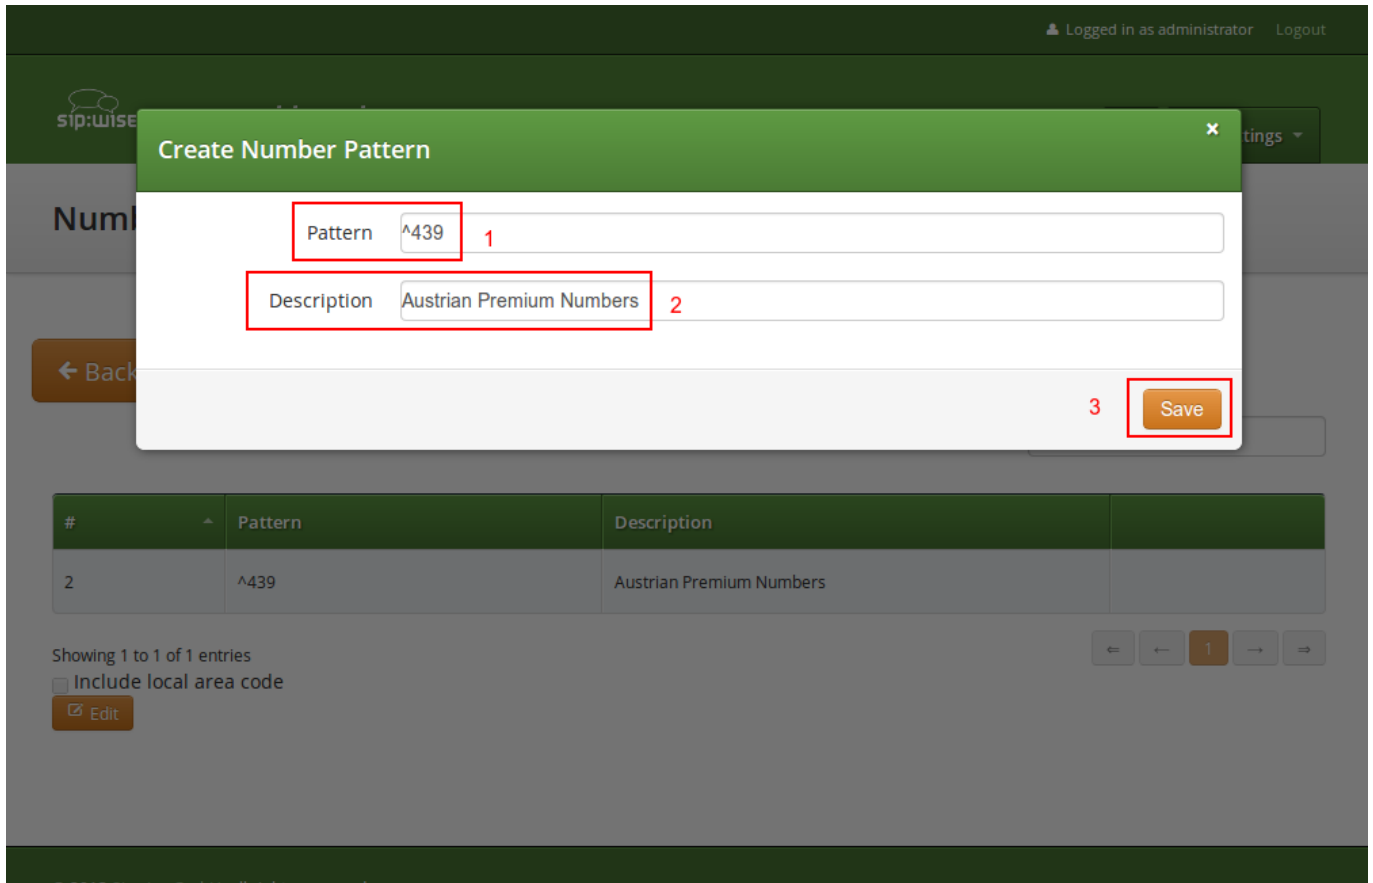 Logged in as administrator Logout
sip:wise
tings
Create Number Pattern ×
Num
Pattern ^439 1
Description Austrian Premium Numbers 2
← Back
3 Save
# Pattern Description
2 ^439 Austrian Premium Numbers
Showing 1 to 1 of 1 entries ⇐ ← 1 → ⇒
Include local area code
Edit